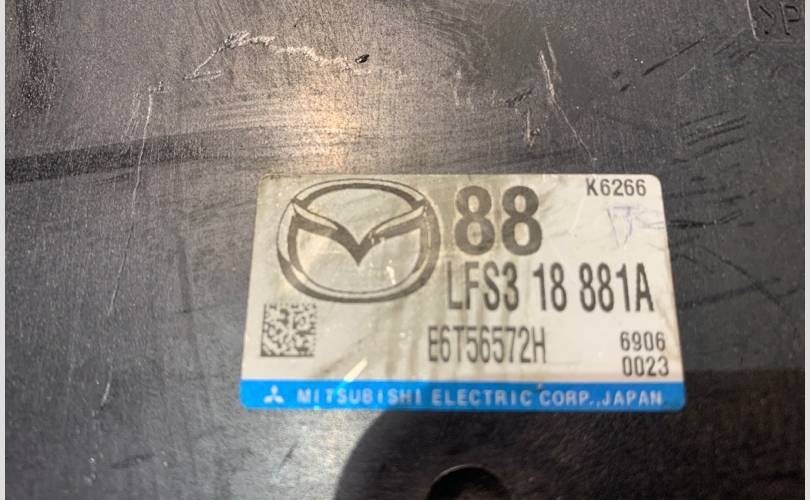 >P
K6266
88
LFS3 18 881A
E6T56572H
6906
0023
MITSUBISHI ELECTRIC CORP.,JAPAN